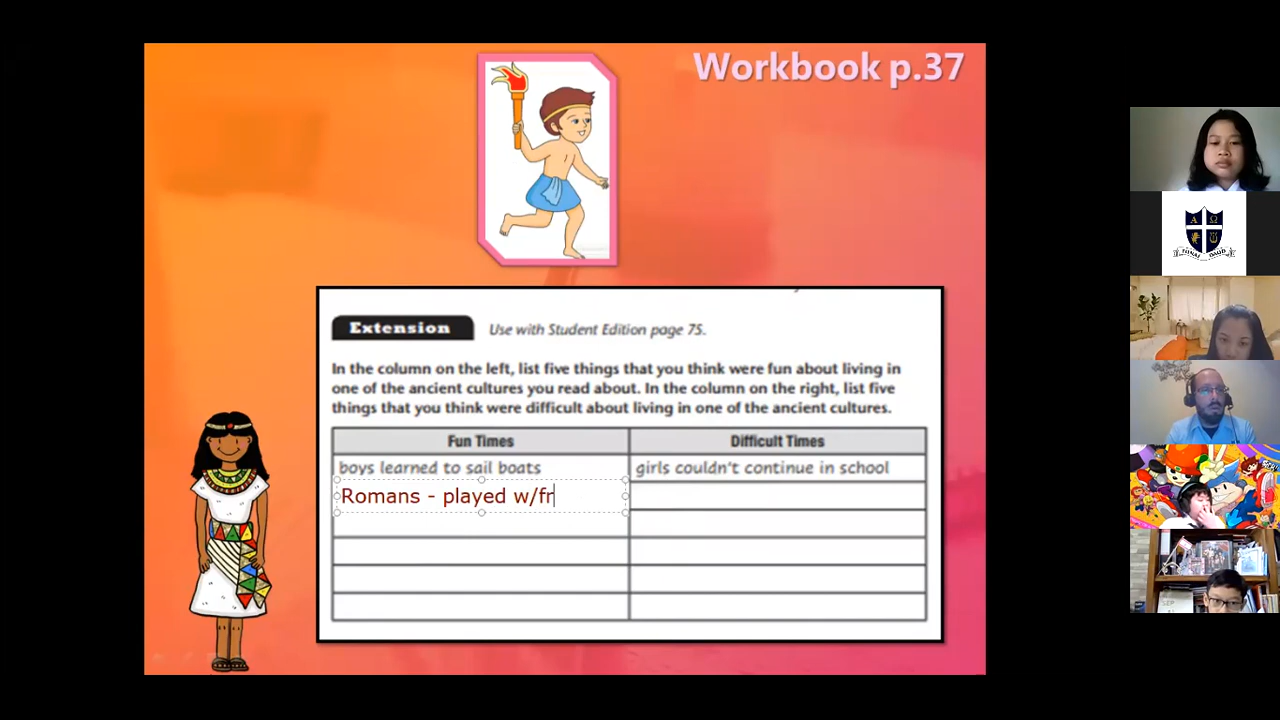 Workbook p.37
Extension
Use with Student Edition page 75.
In the column on the left, list five things that you think were fun about living in
one of the ancient cultures you read about. In the column on the right, list five
things that you think were difficult about living in one of the ancient cultures.
Fun Times
Difficult Times
boys learned to sail boats
girls couldn't continue in school
Romans - played w/fr
Α Ω